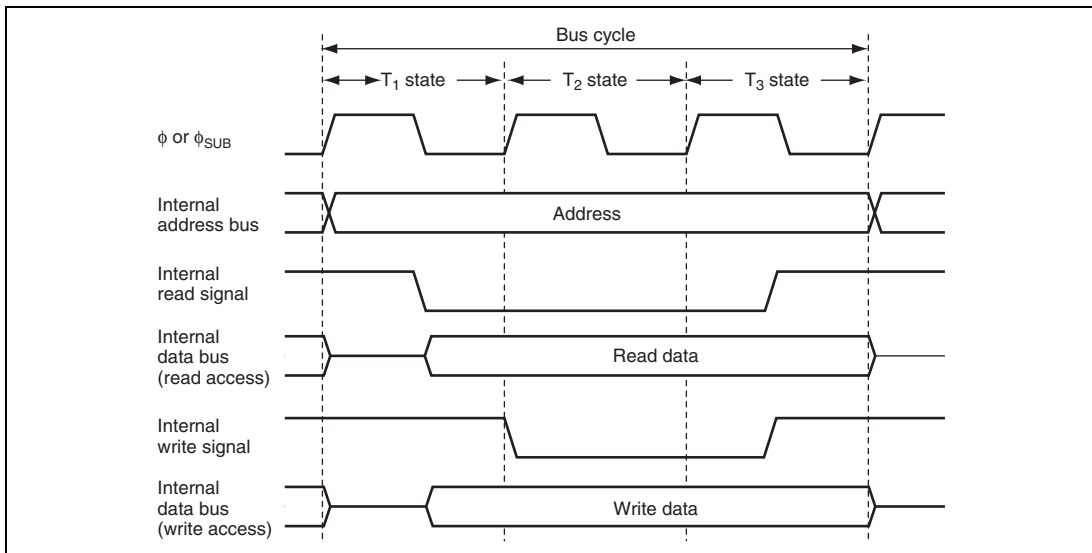 Bus cycle
T₁ state
T₂ state
T₃ state
ϕ or ϕSUB
Internal
address bus
Address
Internal
read signal
Internal
data bus
(read access)
Read data
Internal
write signal
Internal
data bus
(write access)
Write data